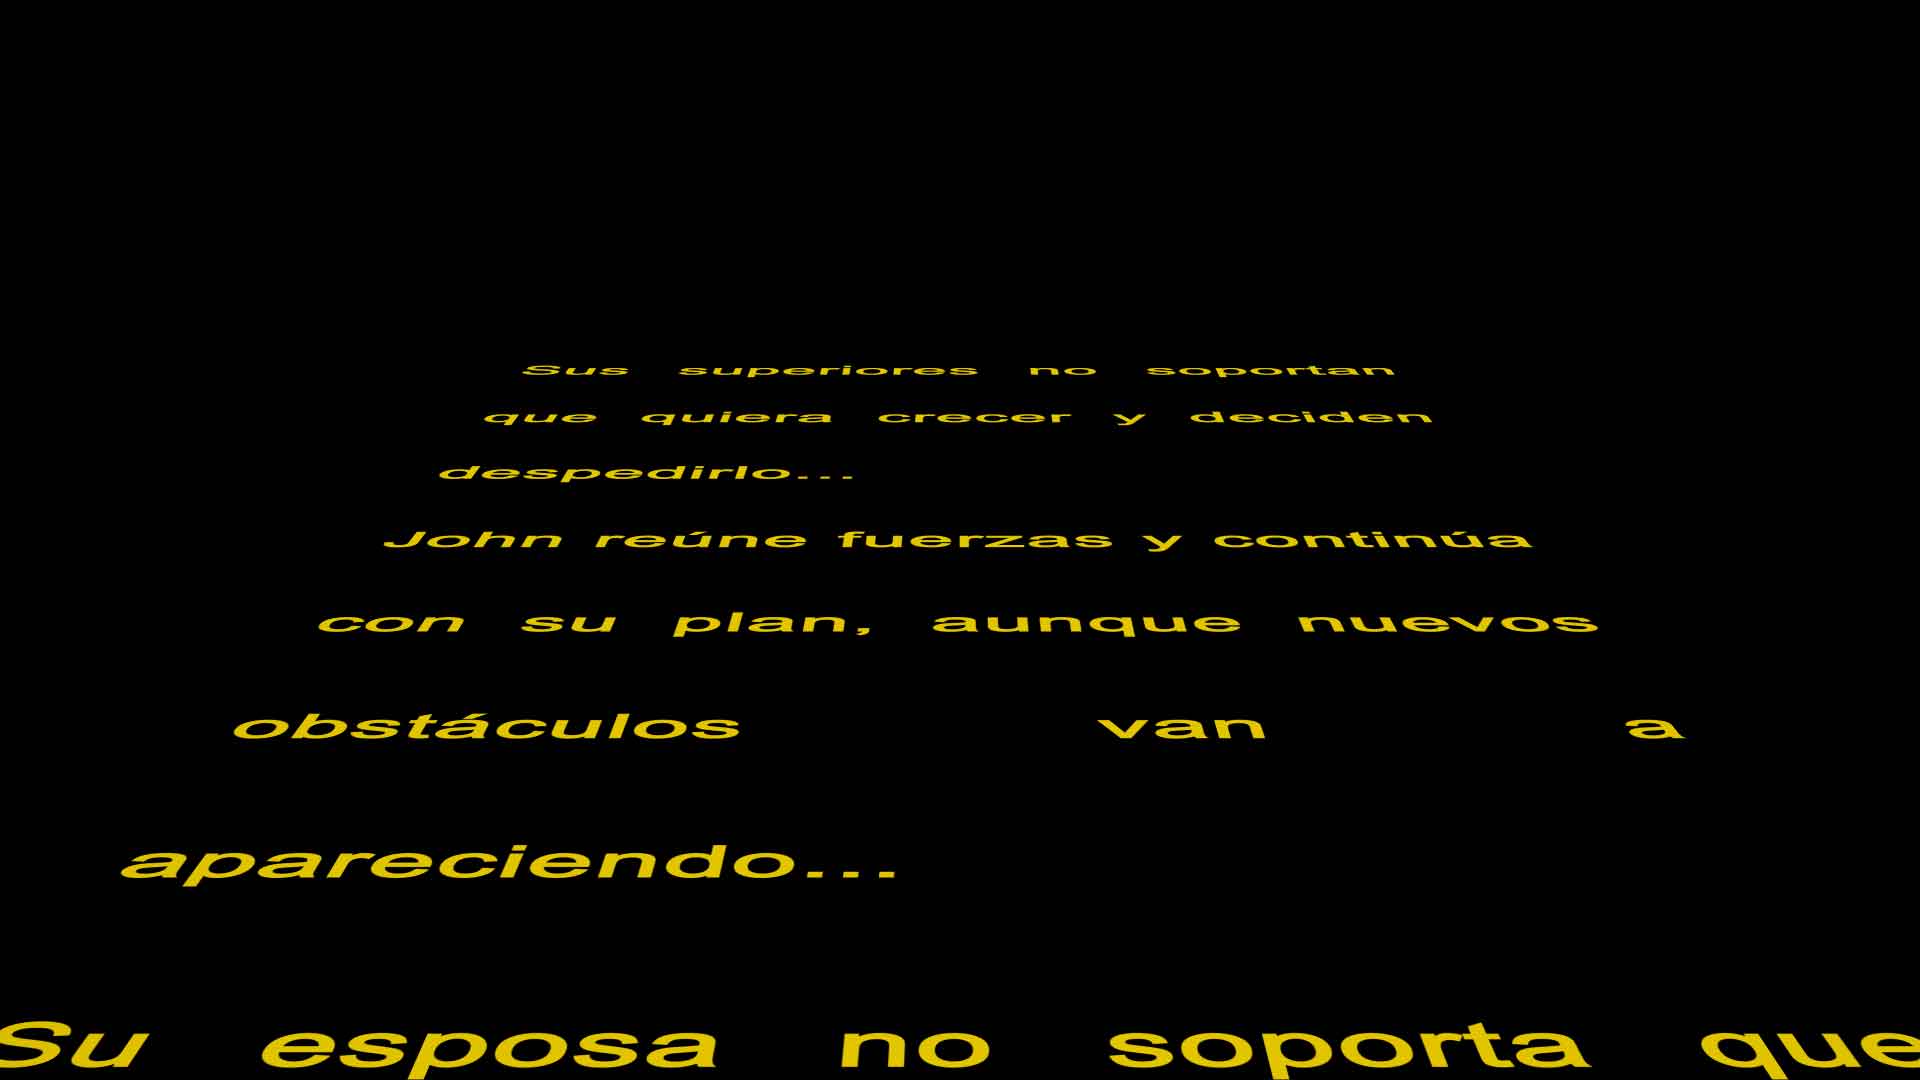 Sus superiores no soportan
que quiera crecer y deciden
despedirlo...
John reúne fuerzas y continúa
con su plan, aunque nuevos
obstáculos van a
apareciendo...
Su esposa no soporta que